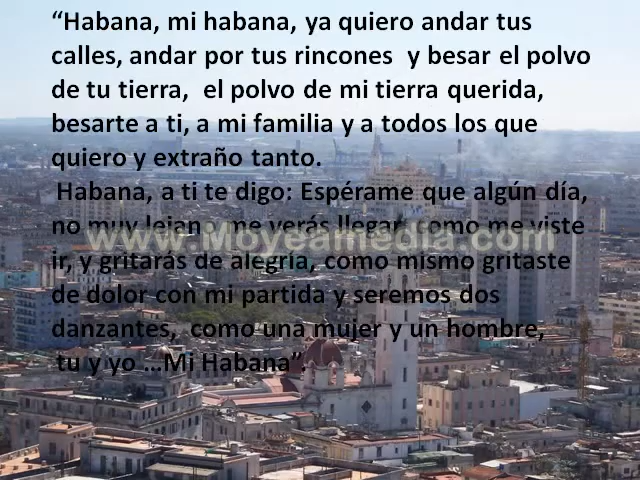 “Habana, mi habana, ya quiero andar tus
calles, andar por tus rincones y besar el polvo
de tu tierra, el polvo de mi tierra querida,
besarte a ti, a mi familia y a todos los que
quiero y extraño tanto.
Habana, a ti te digo: Espérame que algún día,
no muy lejano, me verás llegar, como me viste
www.Moyeamedia.com
ir, y gritarás de alegría, como mismo gritaste
de dolor con mi partida y seremos dos
danzantes, como una mujer y un hombre,
tu y yo ...Mi Habana”.